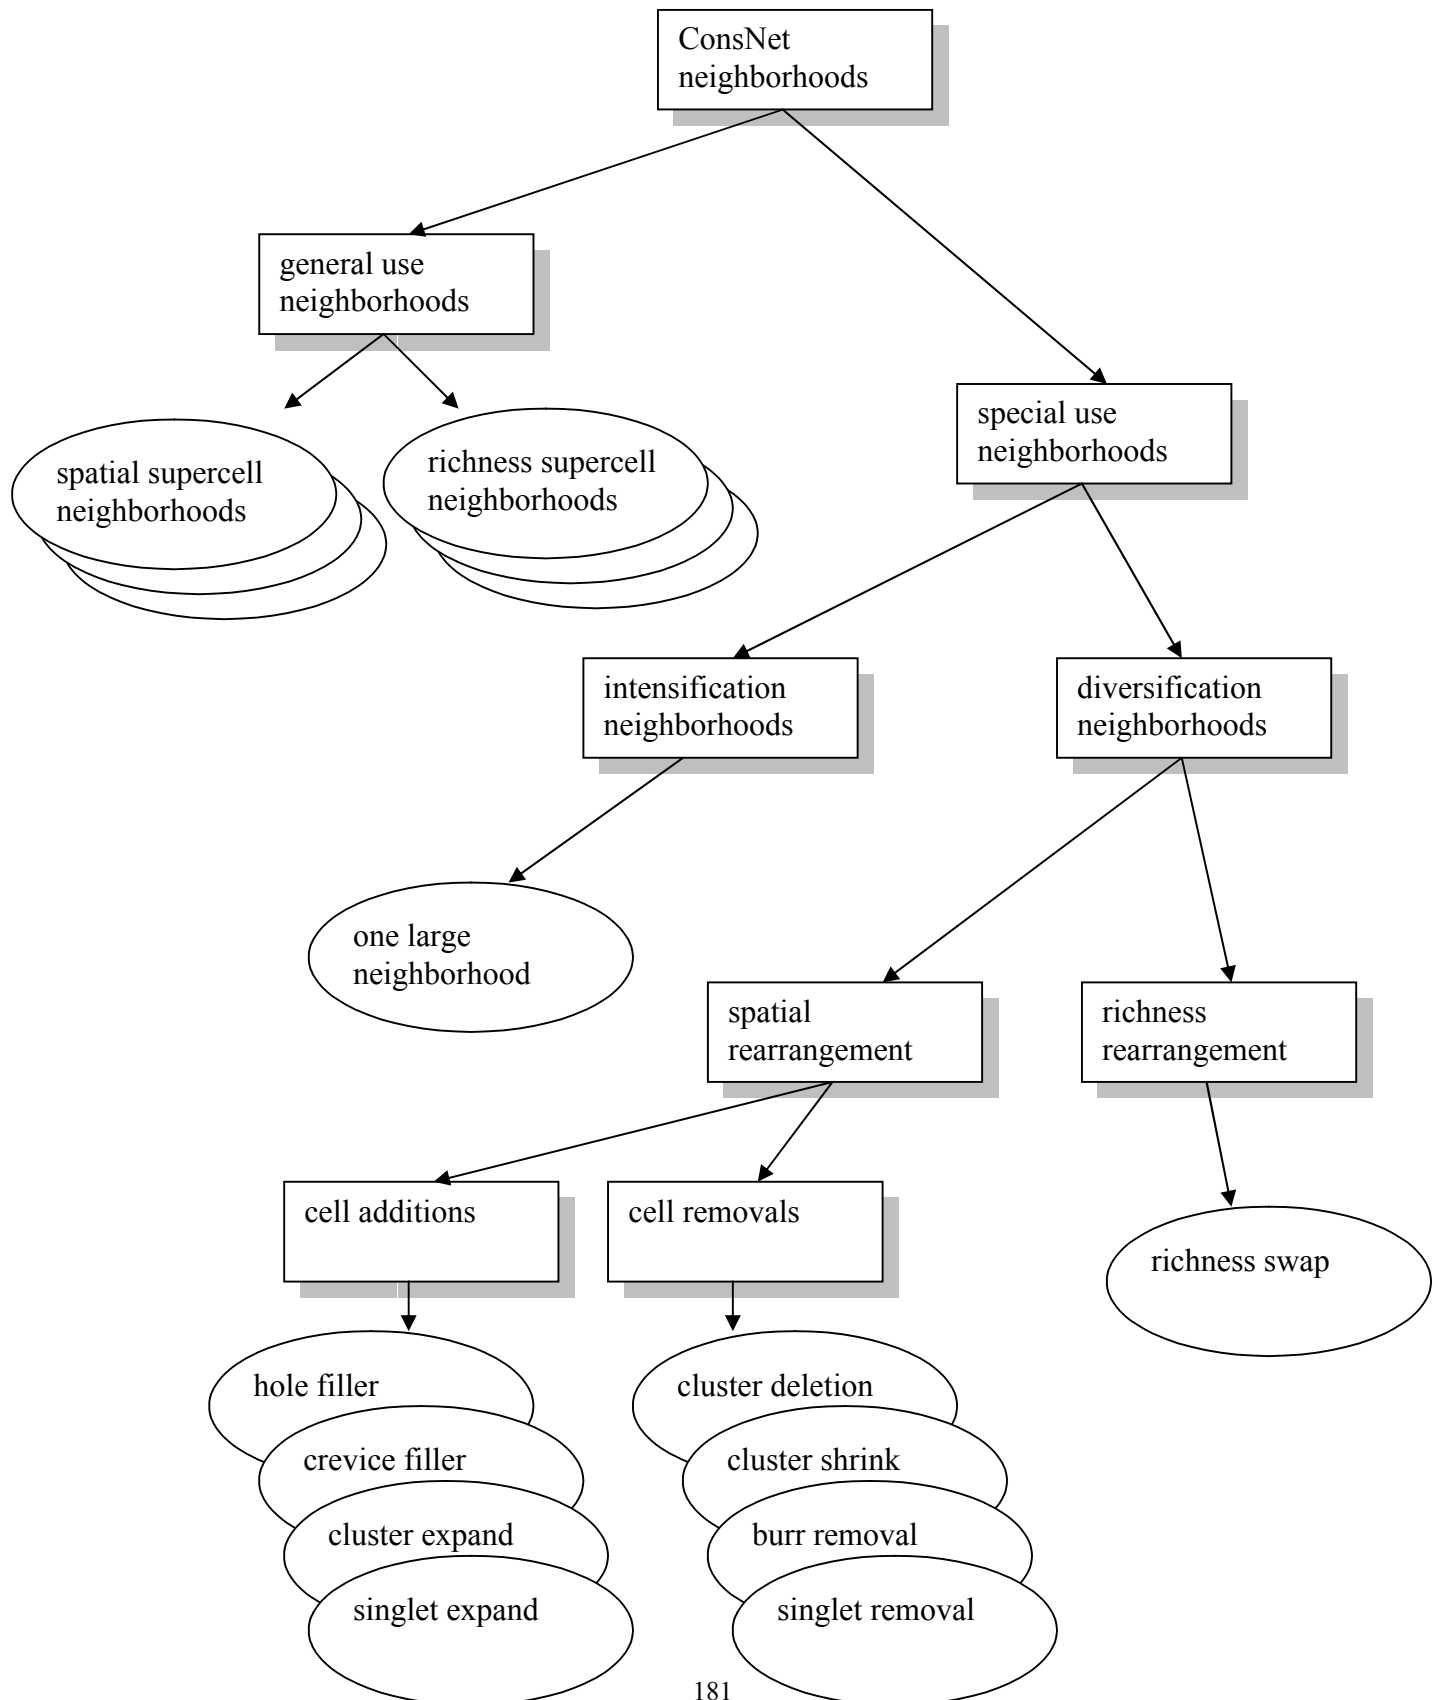 ConsNet
neighborhoods
general use
neighborhoods
special use
neighborhoods
spatial supercell
neighborhoods
richness supercell
neighborhoods
intensification
neighborhoods
diversification
neighborhoods
one large
neighborhood
spatial
rearrangement
richness
rearrangement
cell additions
cell removals
richness swap
hole filler
crevice filler
cluster expand
singlet expand
cluster deletion
cluster shrink
burr removal
singlet removal
181